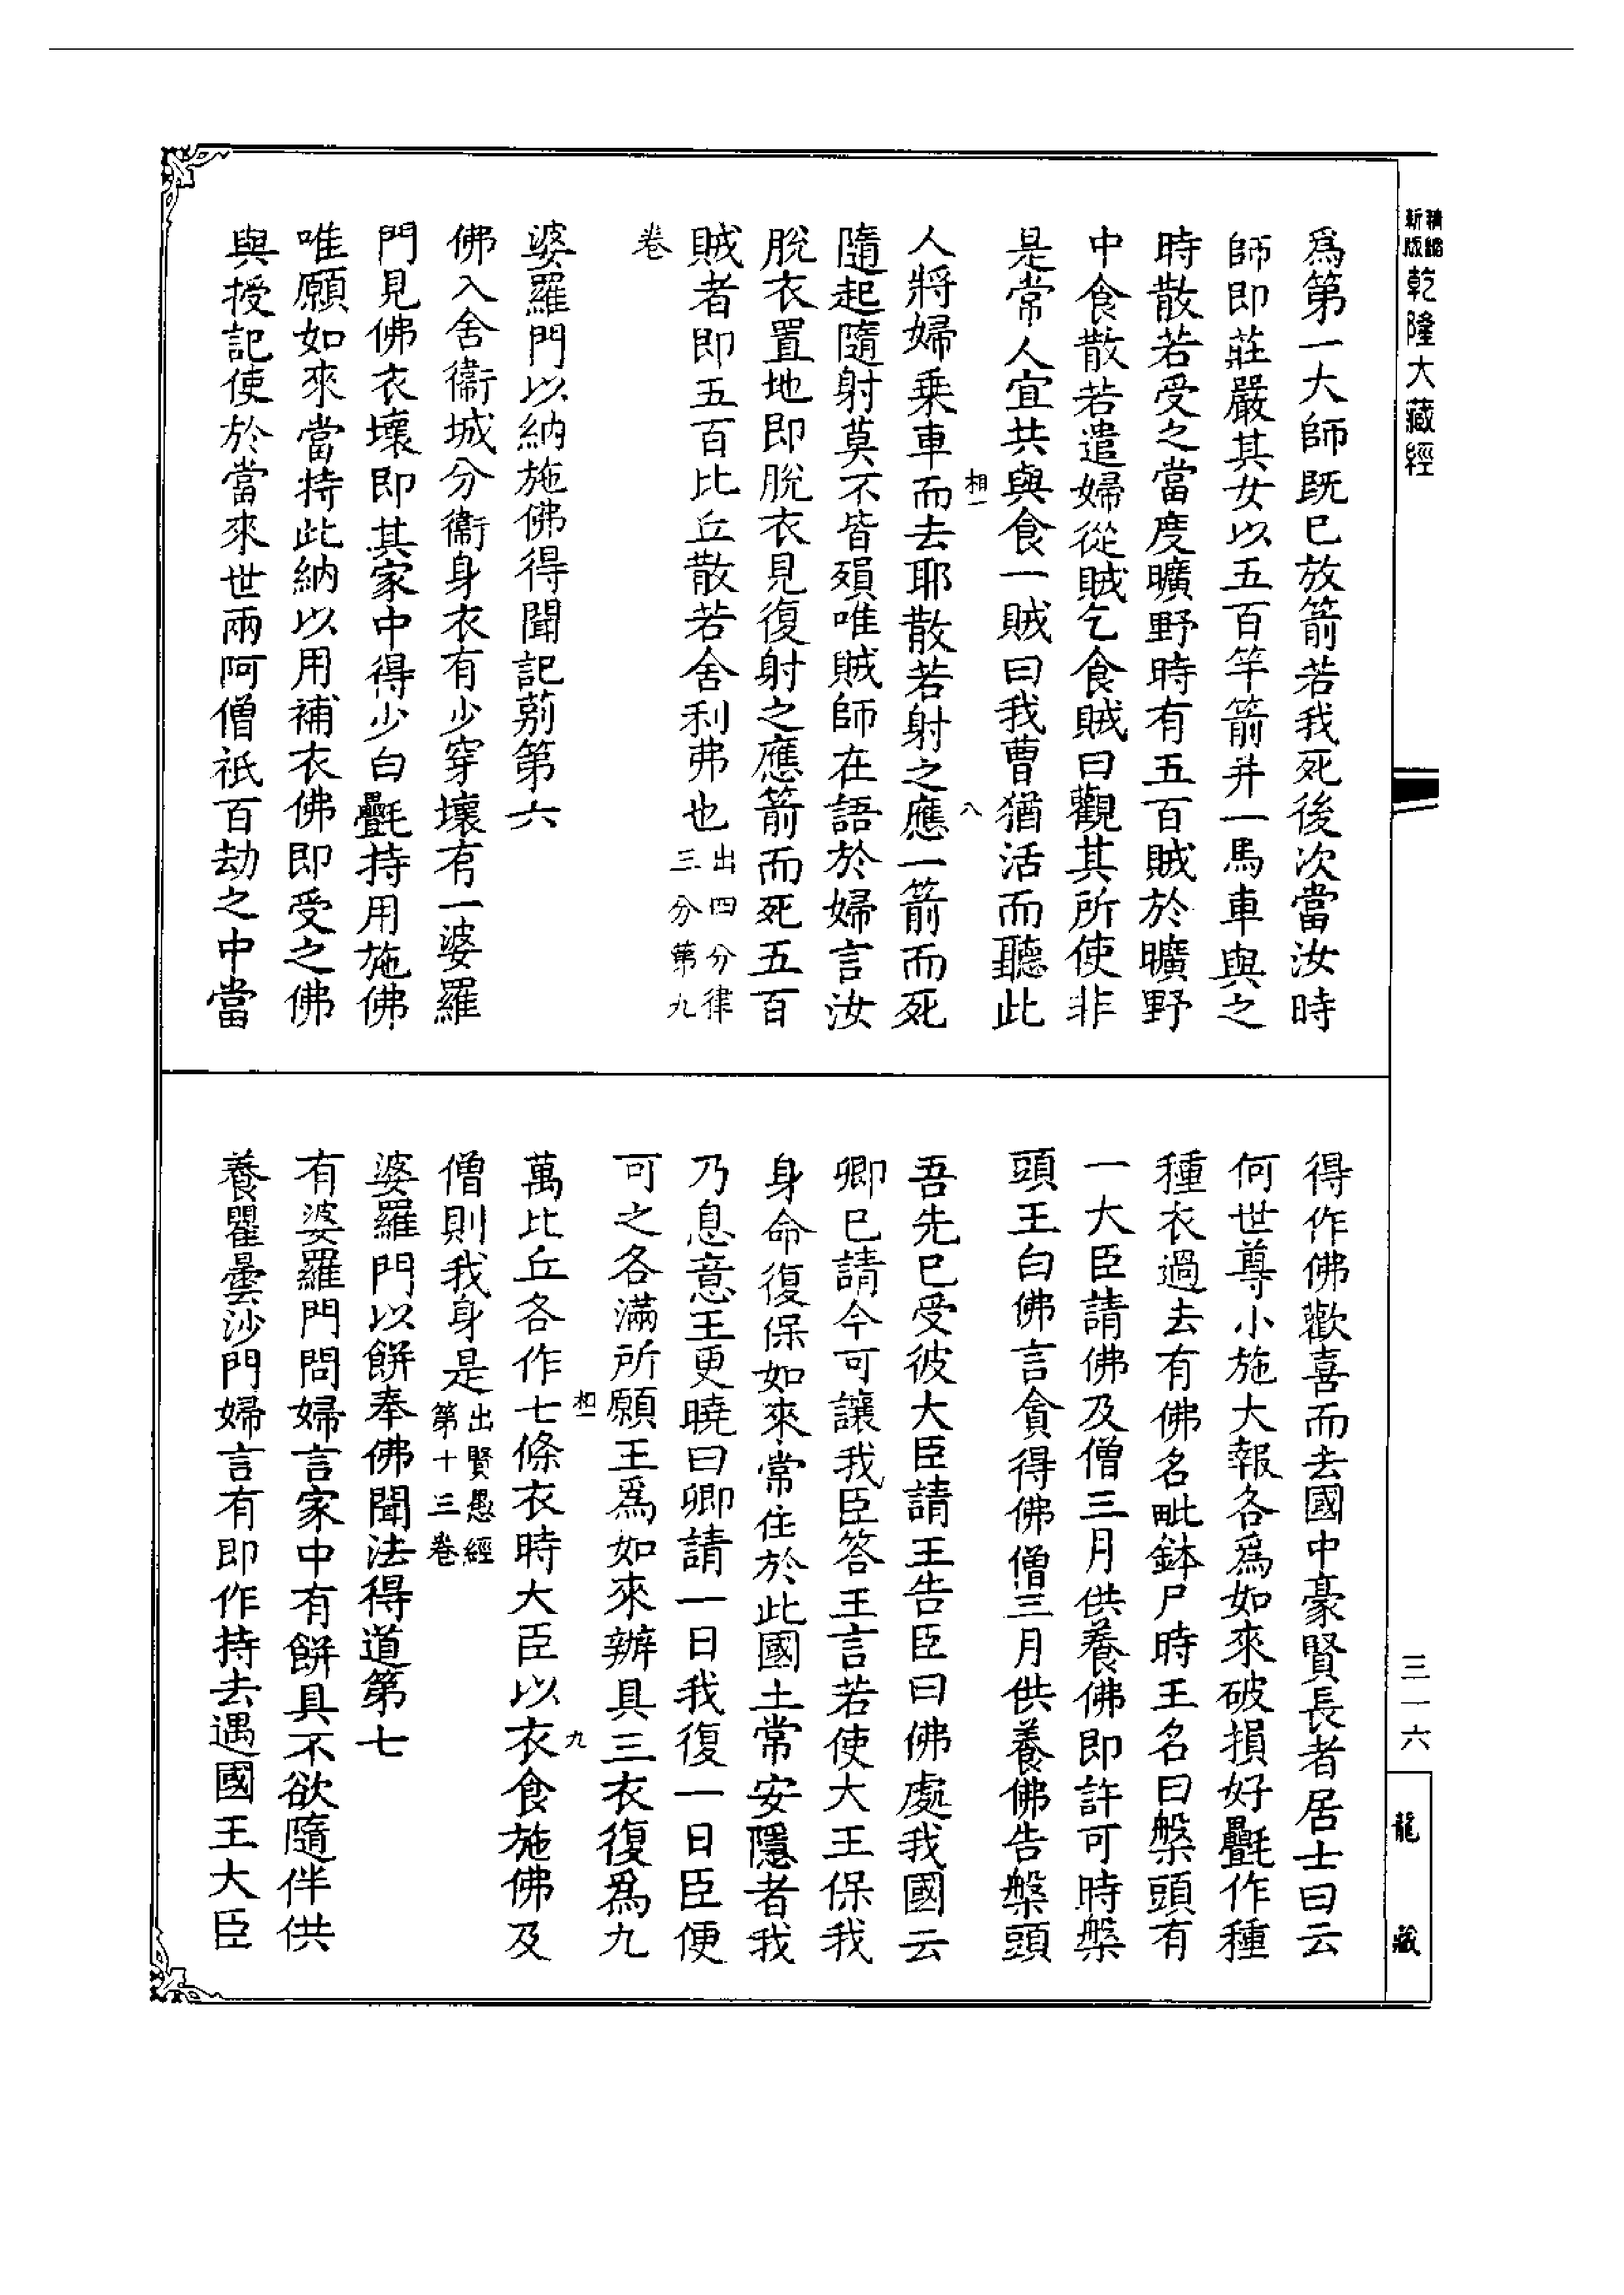 精縮新版乾隆大藏經
爲第一大師既已放箭若我死後次當汝時
師即莊嚴其女以五百竿箭并一馬車與之
時散若受之當度曠野時有五百賊於曠野
中食散若遣婦從賊乞食賊曰觀其所使非
是常人宜共與食一賊曰我曹猶活而聽此
相一
八
人將婦乘車而去耶散若射之應一箭而死
隨起隨射莫不皆殞唯賊師在語於婦言汝
脫衣置地即脫衣見復射之應箭而死五百
賊者即五百比丘散若舍利弗也出四分律三分第九
卷
婆羅門以納施佛得聞記莂第六
佛入舍衞城分衞身衣有少穿壞有一婆羅
門見佛衣壞即其家中得少白㲲持用施佛
唯願如來當持此納以用補衣佛即受之佛
與授記使於當來世兩阿僧祇百劫之中當
得作佛歡喜而去國中豪賢長者居士曰云
何世尊小施大報各爲如來破損好㲲作種
種衣過去有佛名毗鉢尸時王名曰槃頭有
一大臣請佛及僧三月供養佛即許可時槃
頭王白佛言貪得佛僧三月供養佛告槃頭
吾先已受彼大臣請王告臣曰佛處我國云
卿已請今可讓我臣答王言若使大王保我
身命復保如來常住於此國土常安隱者我
乃息意王更曉曰卿請一日我復一日臣便
可之各滿所願王爲如來辦具三衣復爲九
相一
九
萬比丘各作七條衣時大臣以衣食施佛及
僧則我身是出賢愚經第十三卷
婆羅門以餅奉佛聞法得道第七
有婆羅門問婦言家中有餅具不欲隨伴供
養瞿曇沙門婦言有即作持去遇國王大臣
三一六
龍藏